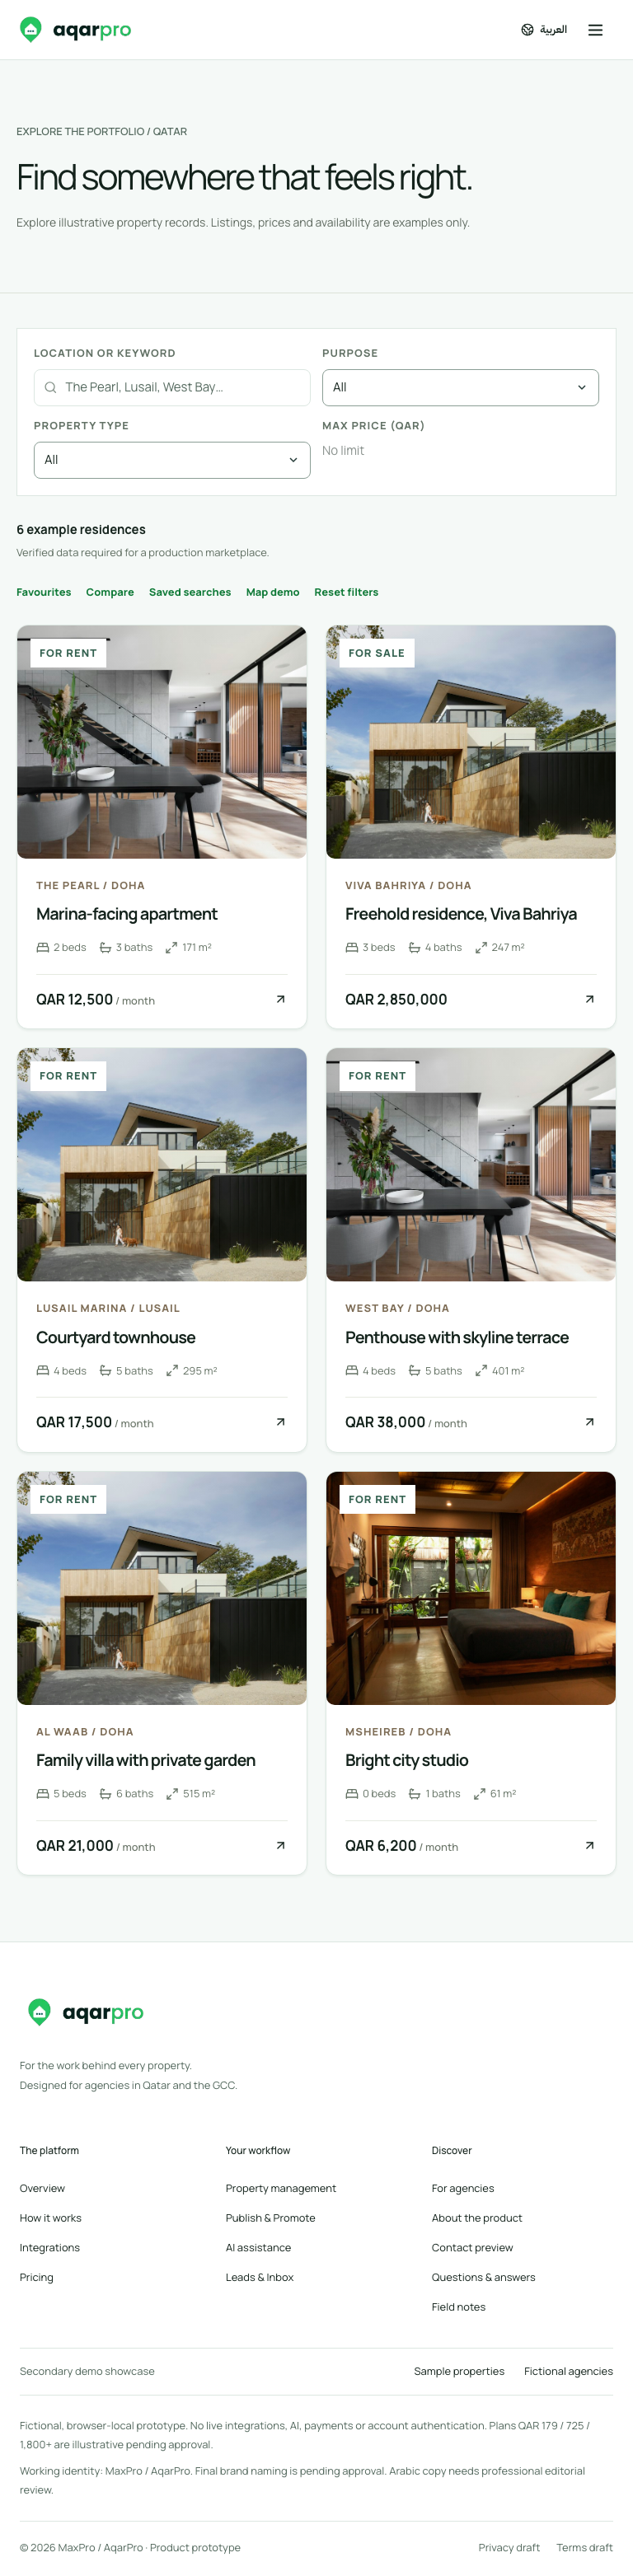 aqarpro
العربية
EXPLORE THE PORTFOLIO / QATAR
Find somewhere that feels right.
Explore illustrative property records. Listings, prices and availability are examples only.
LOCATION OR KEYWORD
PURPOSE
The Pearl, Lusail, West Bay...
All
PROPERTY TYPE
MAX PRICE (QAR)
All
No limit
6 example residences
Verified data required for a production marketplace.
Favourites Compare Saved searches Map demo Reset filters
FOR RENT
THE PEARL / DOHA
Marina-facing apartment
2 beds 3 baths 171 m²
QAR 12,500 / month
FOR SALE
VIVA BAHRIYA / DOHA
Freehold residence, Viva Bahriya
3 beds 4 baths 247 m²
QAR 2,850,000
FOR RENT
LUSAIL MARINA / LUSAIL
Courtyard townhouse
4 beds 5 baths 295 m²
QAR 17,500 / month
FOR RENT
WEST BAY / DOHA
Penthouse with skyline terrace
4 beds 5 baths 401 m²
QAR 38,000 / month
FOR RENT
AL WAAB / DOHA
Family villa with private garden
5 beds 6 baths 515 m²
QAR 21,000 / month
FOR RENT
MSHEIREB / DOHA
Bright city studio
0 beds 1 baths 61 m²
QAR 6,200 / month
aqarpro
For the work behind every property.
Designed for agencies in Qatar and the GCC.
The platform
Overview
How it works
Integrations
Pricing
Your workflow
Property management
Publish & Promote
AI assistance
Leads & Inbox
Discover
For agencies
About the product
Contact preview
Questions & answers
Field notes
Secondary demo showcase
Sample properties Fictional agencies
Fictional, browser-local prototype. No live integrations, AI, payments or account authentication. Plans QAR 179 / 725 /
1,800+ are illustrative pending approval.
Working identity: MaxPro / AqarPro. Final brand naming is pending approval. Arabic copy needs professional editorial
review.
© 2026 MaxPro / AqarPro · Product prototype
Privacy draft Terms draft